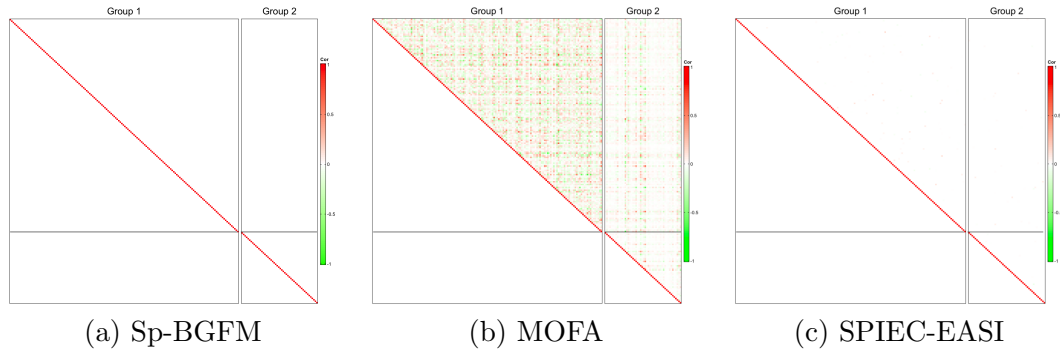 Group 1
Group 2
Cor
1
0.5
0
-0.5
-1
(a) Sp-BGFM
Group 1
Group 2
Cor
1
0.5
0
-0.5
-1
(b) MOFA
Group 1
Group 2
Cor
1
0.5
0
-0.5
-1
(c) SPIEC-EASI